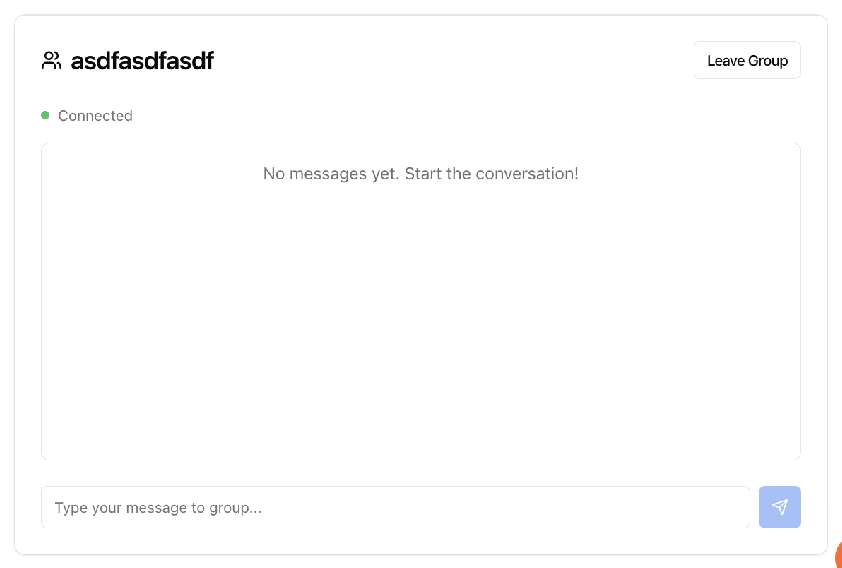 asdfasdfasdf
Leave Group
Connected
No messages yet. Start the conversation!
Type your message to group...